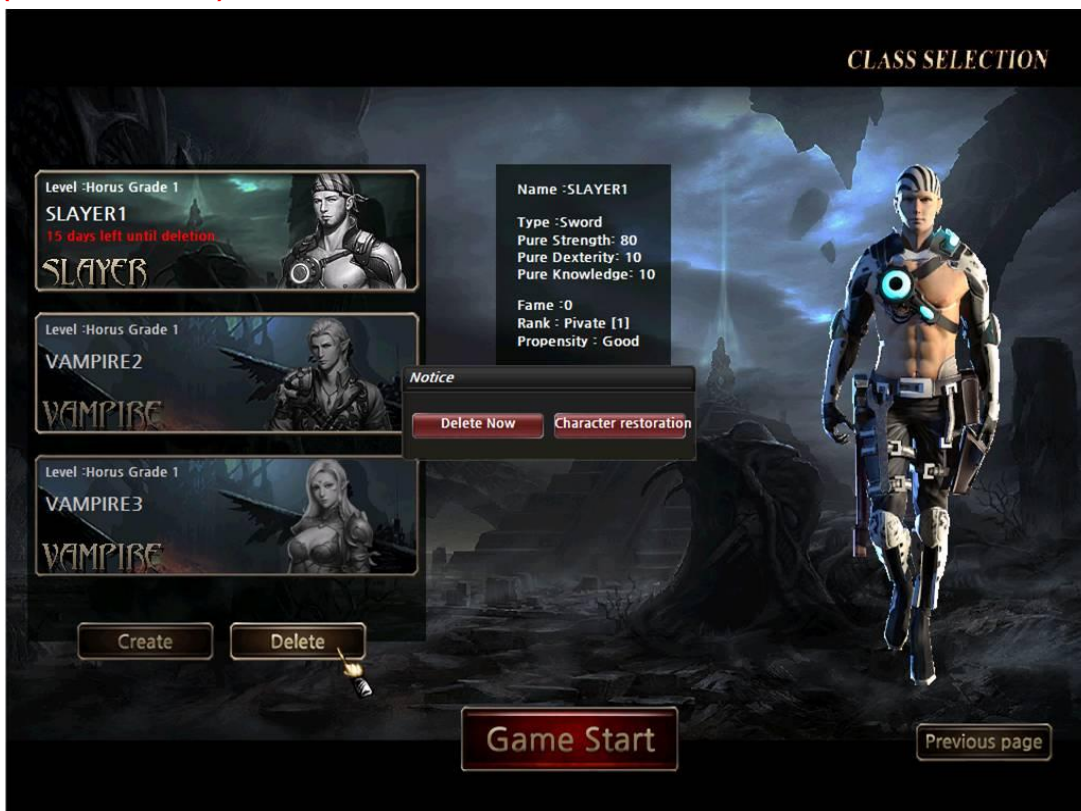 CLASS SELECTION
Level :Horus Grade 1
SLAYER1
15 days left until deletion
SLAYER
Level :Horus Grade 1
VAMPIRE2
VAMPIRE
Level :Horus Grade 1
VAMPIRE3
VAMPIRE
Create
Delete
Name :SLAYER1
Type :Sword
Pure Strength: 80
Pure Dexterity: 10
Pure Knowledge: 10
Fame :0
Rank : Pivate [1]
Propensity : Good
Notice
Delete Now
Character restoration
Game Start
Previous page